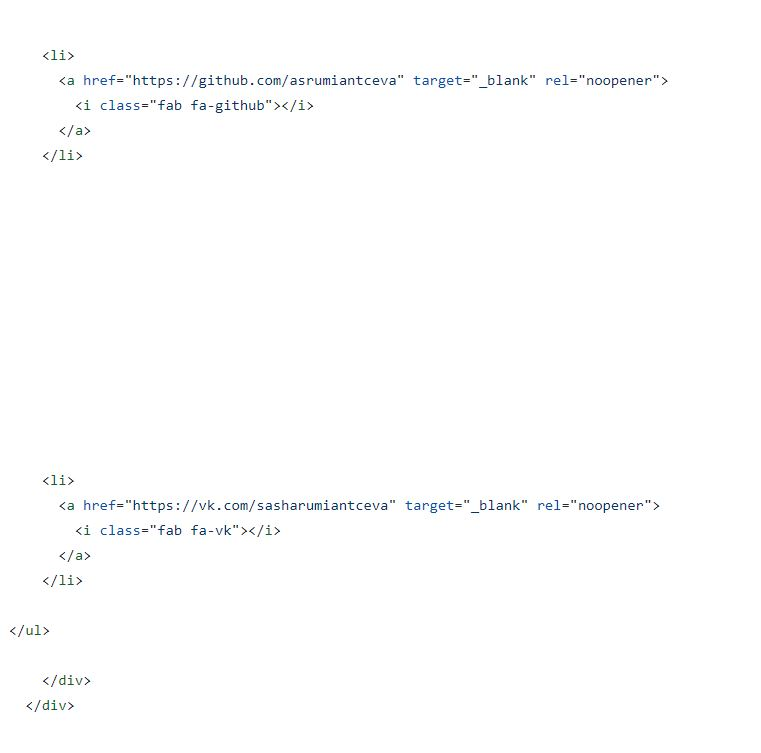 <li>
<a href="https://github.com/asrumiantceva" target="_blank" rel="noopener">
<i class="fab fa-github"></i>
</a>
</li>
<li>
<a href="https://vk.com/sasharumiantceva" target="_blank" rel="noopener">
<i class="fab fa-vk"></i>
</a>
</li>
</ul>
</div>
</div>